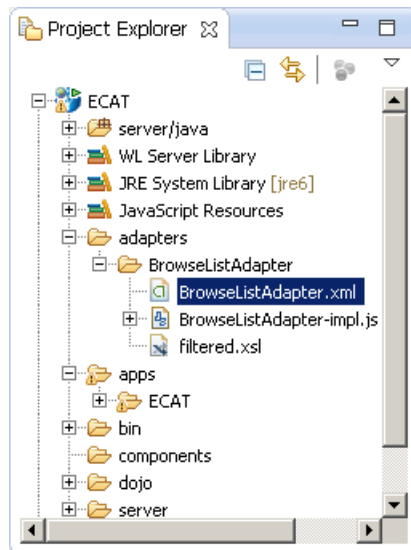 Project Explorer
ECAT
server/java
WL Server Library
JRE System Library [jre6]
JavaScript Resources
adapters
BrowseListAdapter
BrowseListAdapter.xml
BrowseListAdapter-impl.js
filtered.xsl
apps
ECAT
bin
components
dojo
server